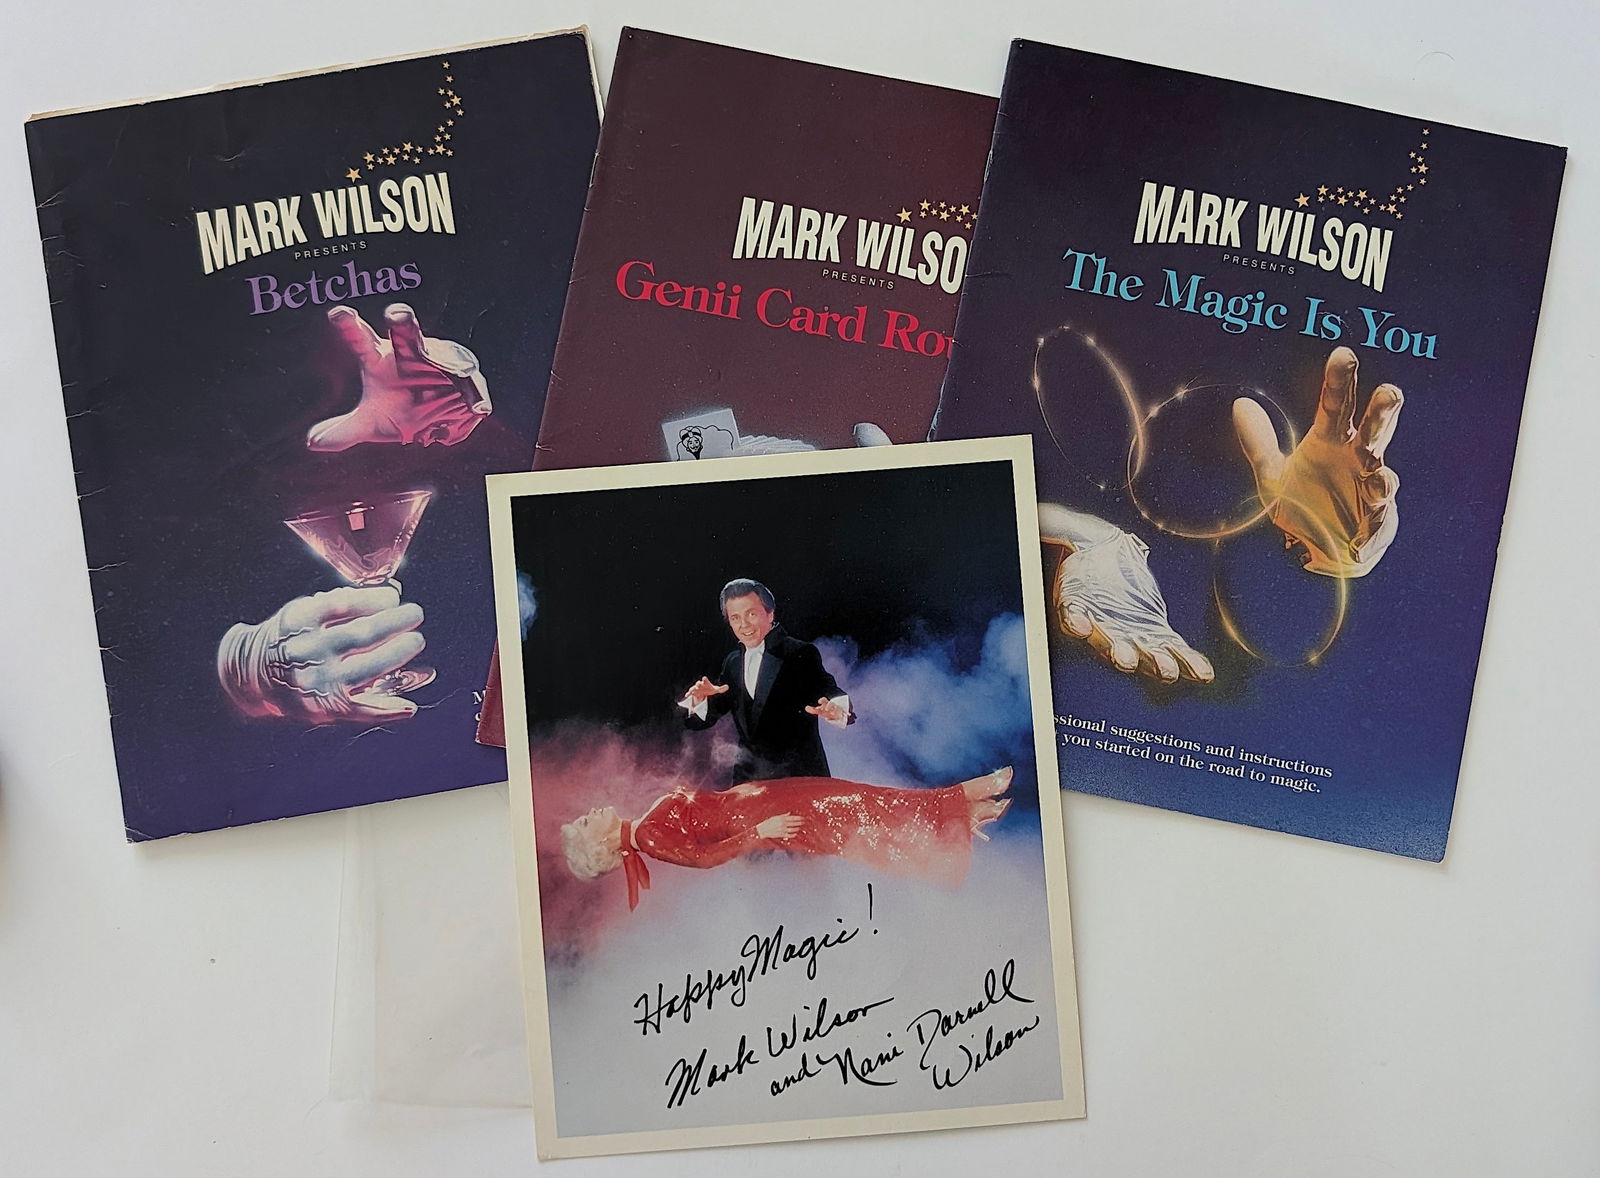 MARK WILSON
PRESENTS
Betchas
MARK WILSO
PRESENTS
Genii Card Rou
MARK WILSON
PRESENTS
The Magic Is You
ssional suggestions and instructions
you started on the road to magic.
Happy Magic!
Mark Wilson
and Nani Darnell
Wilson